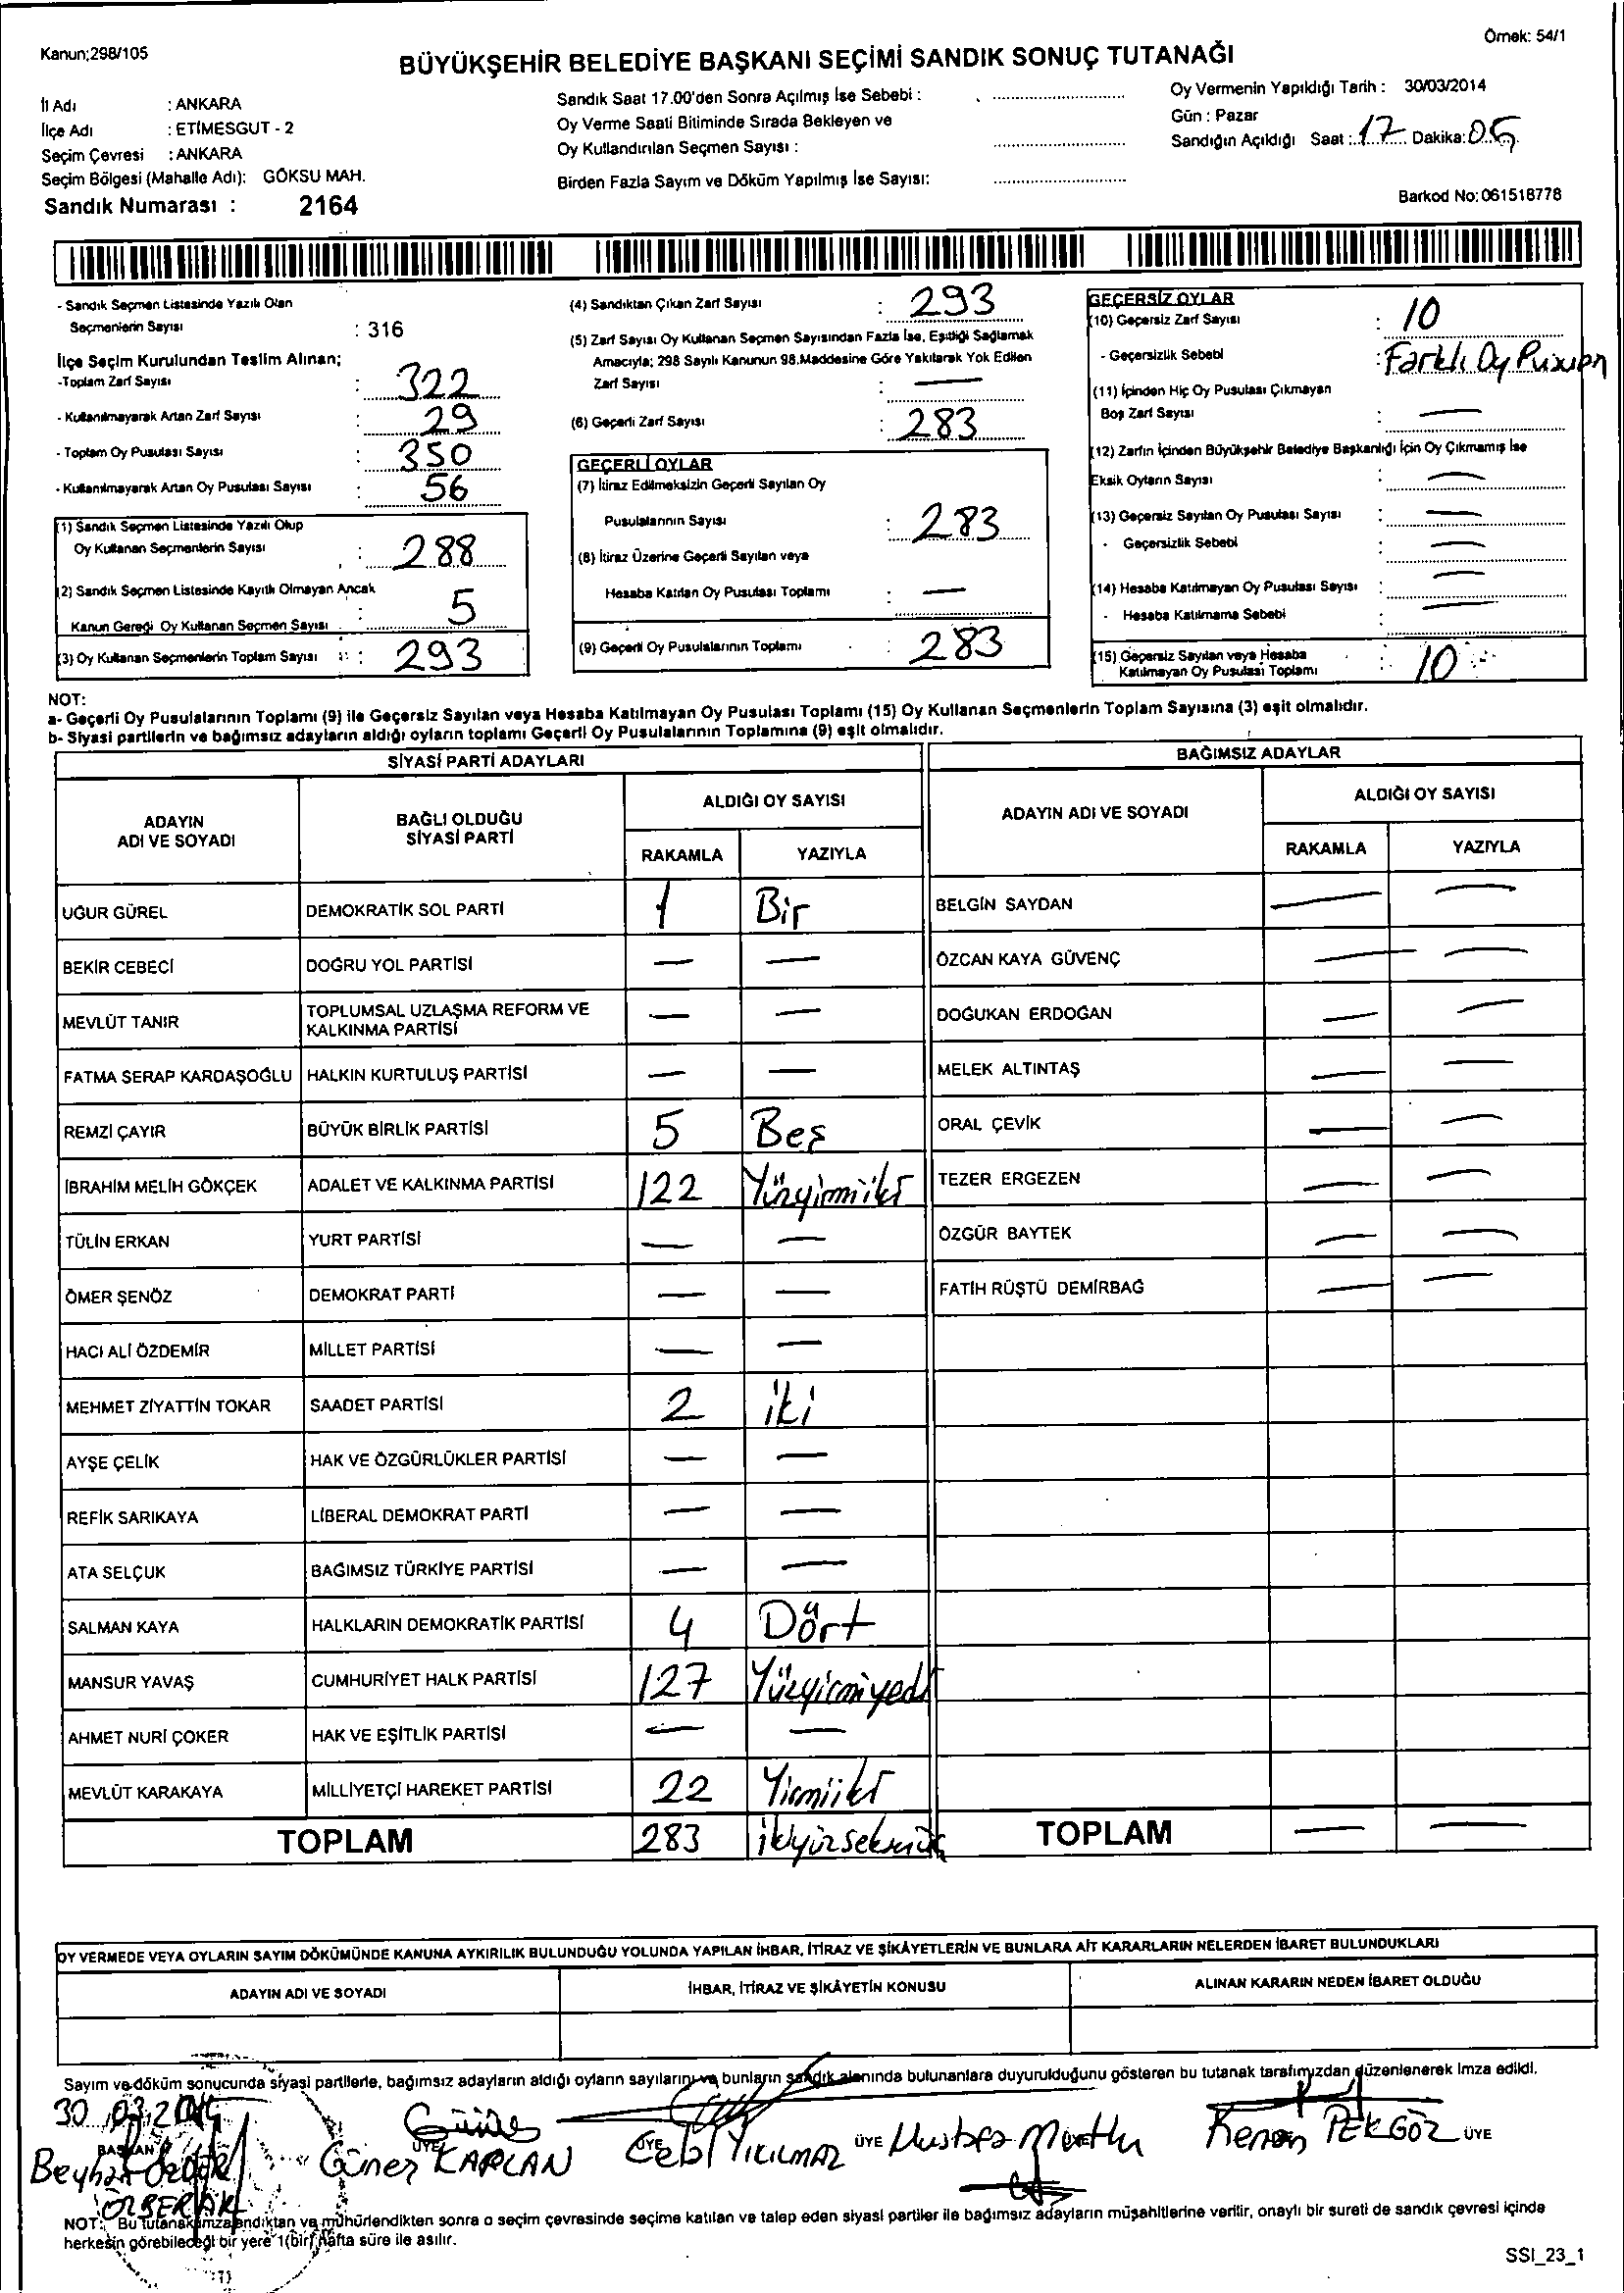 Kanun;298/105
Örnek: 54/1
BÜYÜKŞEHİR BELEDİYE BAŞKANI SEÇİMİ SANDIK SONUÇ TUTANAĞI
İl Adı : ANKARA
İlçe Adı : ETİMESGUT - 2
Seçim Çevresi : ANKARA
Seçim Bölgesi (Mahalle Adı): GÖKSU MAH.
Sandık Numarası : 2164
Sandık Saat 17.00'den Sonra Açılmış İse Sebebi :
Oy Verme Saati Bitiminde Sırada Bekleyen ve
Oy Kullandırılan Seçmen Sayısı :
Birden Fazla Sayım ve Döküm Yapılmış İse Sayısı:
Oy Vermenin Yapıldığı Tarih : 30/03/2014
Gün : Pazar
Sandığın Açıldığı Saat : 17 Dakika: 05
Barkod No: 061518778
- Sandık Seçmen Listesinde Yazılı Olan
Seçmenlerin Sayısı : 316
İlçe Seçim Kurulundan Teslim Alınan;
-Toplam Zarf Sayısı : 322
- Kullanılmayarak Artan Zarf Sayısı : 29
- Toplam Oy Pusulası Sayısı : 350
- Kullanılmayarak Artan Oy Pusulası Sayısı : 56
(1) Sandık Seçmen Listesinde Yazılı Olup
Oy Kullanan Seçmenlerin Sayısı : 288
(2) Sandık Seçmen Listesinde Kayıtlı Olmayan Ancak
Kanun Gereği Oy Kullanan Seçmen Sayısı : 5
(3) Oy Kullanan Seçmenlerin Toplam Sayısı : 293
(4) Sandıktan Çıkan Zarf Sayısı : 293
(5) Zarf Sayısı Oy Kullanan Seçmen Sayısından Fazla İse, Eşitliği Sağlamak
Amacıyla; 298 Sayılı Kanunun 98.Maddesine Göre Yakılarak Yok Edilen
Zarf Sayısı : —
(6) Geçerli Zarf Sayısı : 283
GEÇERLİ OYLAR
(7) İtiraz Edilmeksizin Geçerli Sayılan Oy
Pusulalarının Sayısı : 283
(8) İtiraz Üzerine Geçerli Sayılan veya
Hesaba Katılan Oy Pusulası Toplamı : —
(9) Geçerli Oy Pusulalarının Toplamı : 283
GEÇERSİZ OYLAR
(10) Geçersiz Zarf Sayısı : 10
- Geçersizlik Sebebi : Farklı Oy
(11) İçinden Hiç Oy Pusulası Çıkmayan
Boş Zarf Sayısı : —
(12) Zarfın İçinden Büyükşehir Belediye Başkanlığı İçin Oy Çıkmamış İse
Eksik Oyların Sayısı : —
(13) Geçersiz Sayılan Oy Pusulası Sayısı : —
- Geçersizlik Sebebi : —
(14) Hesaba Katılmayan Oy Pusulası Sayısı : —
- Hesaba Katılmama Sebebi : —
(15) Geçersiz Sayılan veya Hesaba
Katılmayan Oy Pusulası Toplamı : 10
NOT:
a- Geçerli Oy Pusulalarının Toplamı (9) ile Geçersiz Sayılan veya Hesaba Katılmayan Oy Pusulası Toplamı (15) Oy Kullanan Seçmenlerin Toplam Sayısına (3) eşit olmalıdır.
b- Siyasi partilerin ve bağımsız adayların aldığı oyların toplamı Geçerli Oy Pusulalarının Toplamına (9) eşit olmalıdır.
SİYASİ PARTİ ADAYLARI
ADAYIN ADI VE SOYADI
BAĞLI OLDUĞU SİYASİ PARTİ
ALDIĞI OY SAYISI
RAKAMLA YAZIYLA
UĞUR GÜREL DEMOKRATİK SOL PARTİ 1 Bir
BEKİR CEBECİ DOĞRU YOL PARTİSİ — —
MEVLÜT TANIR TOPLUMSAL UZLAŞMA REFORM VE KALKINMA PARTİSİ — —
FATMA SERAP KARDAŞOĞLU HALKIN KURTULUŞ PARTİSİ — —
REMZİ ÇAYIR BÜYÜK BİRLİK PARTİSİ 5 Beş
İBRAHİM MELİH GÖKÇEK ADALET VE KALKINMA PARTİSİ 122 Yüzyirmiiki
TÜLİN ERKAN YURT PARTİSİ — —
ÖMER ŞENÖZ DEMOKRAT PARTİ — —
HACI ALİ ÖZDEMİR MİLLET PARTİSİ — —
MEHMET ZİYATTİN TOKAR SAADET PARTİSİ 2 iki
AYŞE ÇELİK HAK VE ÖZGÜRLÜKLER PARTİSİ — —
REFİK SARIKAYA LİBERAL DEMOKRAT PARTİ — —
ATA SELÇUK BAĞIMSIZ TÜRKİYE PARTİSİ — —
SALMAN KAYA HALKLARIN DEMOKRATİK PARTİSİ 4 Dört
MANSUR YAVAŞ CUMHURİYET HALK PARTİSİ 127 Yüzyirmiyedi
AHMET NURİ ÇOKER HAK VE EŞİTLİK PARTİSİ — —
MEVLÜT KARAKAYA MİLLİYETÇİ HAREKET PARTİSİ 22 Yirmiiki
TOPLAM 283 ikiyüzseksenüç
BAĞIMSIZ ADAYLAR
ADAYIN ADI VE SOYADI
ALDIĞI OY SAYISI
RAKAMLA YAZIYLA
BELGİN SAYDAN — —
ÖZCAN KAYA GÜVENÇ — —
DOĞUKAN ERDOĞAN — —
MELEK ALTINTAŞ — —
ORAL ÇEVİK — —
TEZER ERGEZEN — —
ÖZGÜR BAYTEK — —
FATİH RÜŞTÜ DEMİRBAĞ — —
TOPLAM — —
OY VERMEDE VEYA OYLARIN SAYIM DÖKÜMÜNDE KANUNA AYKIRILIK BULUNDUĞU YOLUNDA YAPILAN İHBAR, İTİRAZ VE ŞİKÂYETLERİN VE BUNLARA AİT KARARLARIN NELERDEN İBARET BULUNDUKLARI
ADAYIN ADI VE SOYADI İHBAR, İTİRAZ VE ŞİKÂYETİN KONUSU ALINAN KARARIN NEDEN İBARET OLDUĞU
Sayım ve döküm sonucunda siyasi partilerle, bağımsız adayların aldığı oyların sayılarını ve bunların sandık alanında bulunanlara duyurulduğunu gösteren bu tutanak tarafımızdan düzenlenerek imza edildi.
30 03 2014
BAŞKAN ÜYE ÜYE ÜYE ÜYE
Güner KAPLAN YIKILMAZ Mustafa Kenan PEKGÖZ
NOT: Bu tutanak imzalandıktan ve mühürlendikten sonra o seçim çevresinde seçime katılan ve talep eden siyasi partiler ile bağımsız adayların müşahitlerine verilir, onaylı bir sureti de sandık çevresi içinde
herkesin görebileceği bir yere 1(bir) hafta süre ile asılır.
SSI_23_1